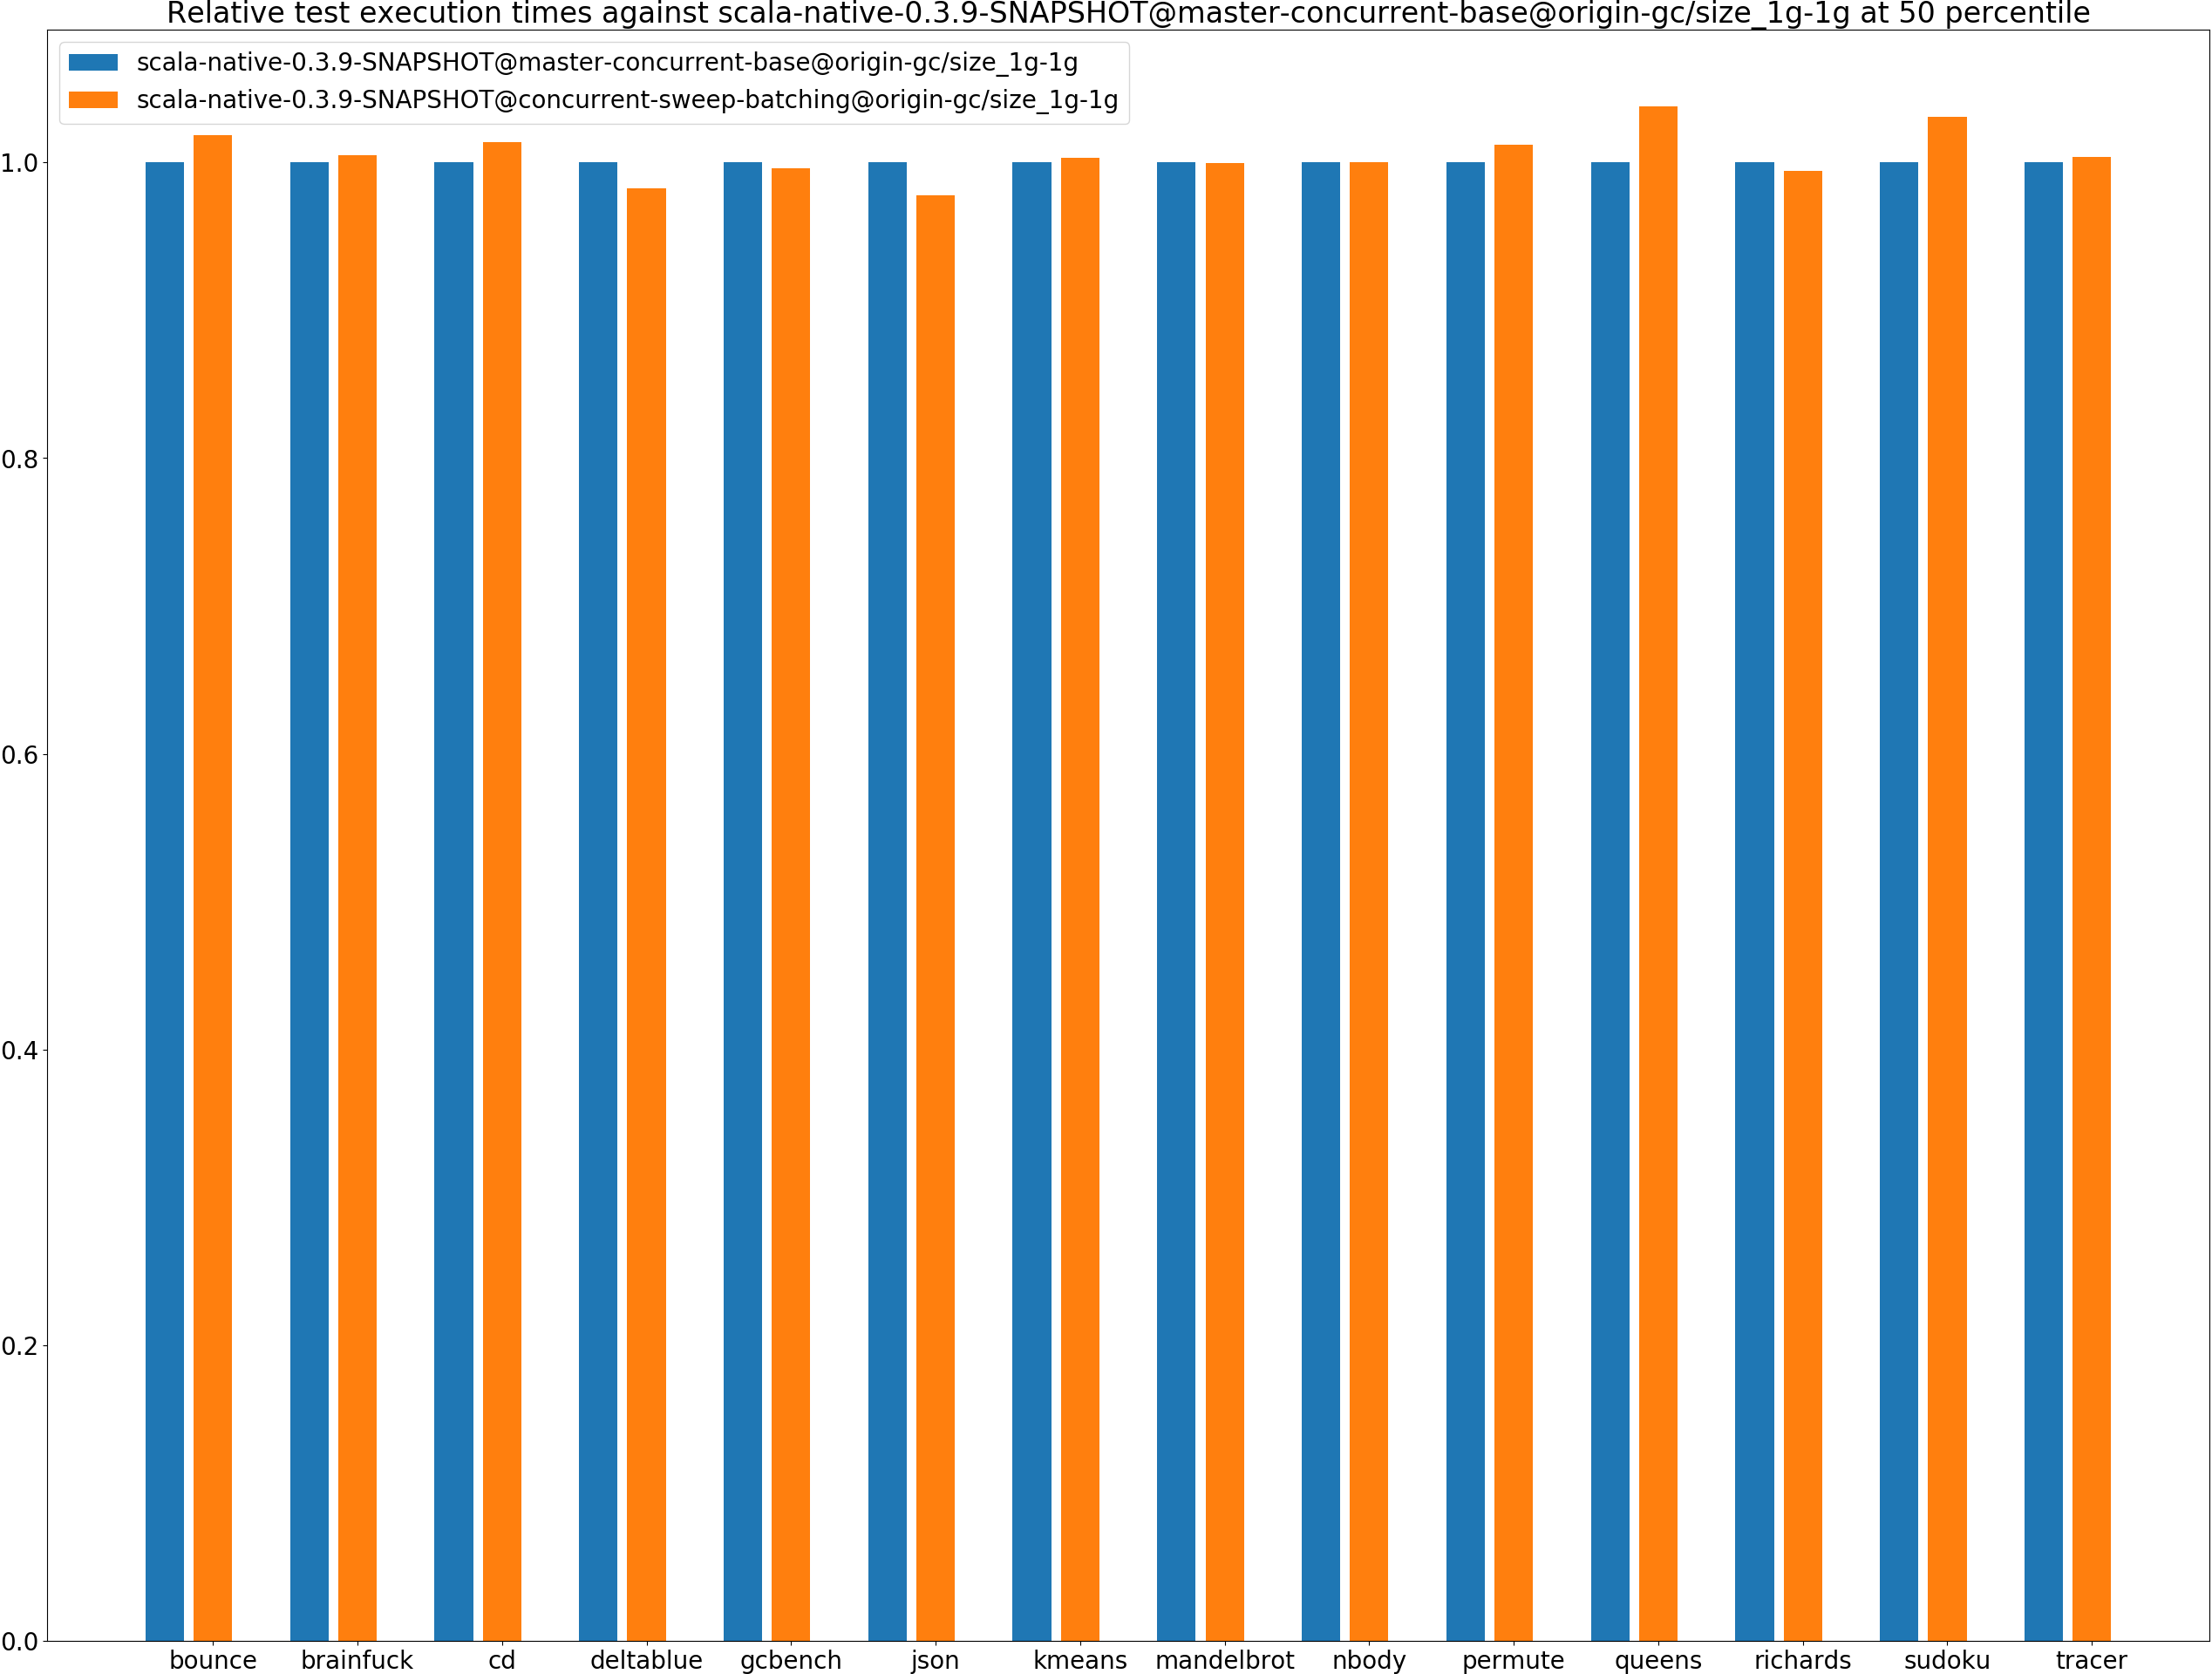 Relative test execution times against scala-native-0.3.9-SNAPSHOT@master-concurrent-base@origin-gc/size_1g-1g at 50 percentile
scala-native-0.3.9-SNAPSHOT@master-concurrent-base@origin-gc/size_1g-1g
scala-native-0.3.9-SNAPSHOT@concurrent-sweep-batching@origin-gc/size_1g-1g
1.0
0.8
0.6
0.4
0.2
0.0
bounce brainfuck cd deltablue gcbench json kmeans mandelbrot nbody permute queens richards sudoku tracer